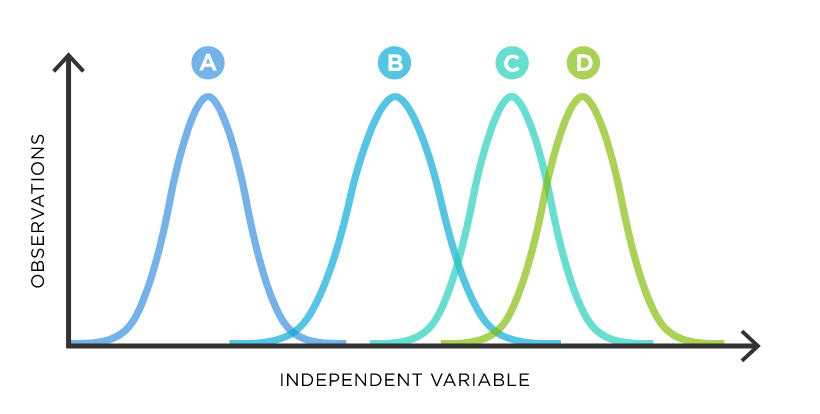 A
B
C
D
OBSERVATIONS
INDEPENDENT VARIABLE